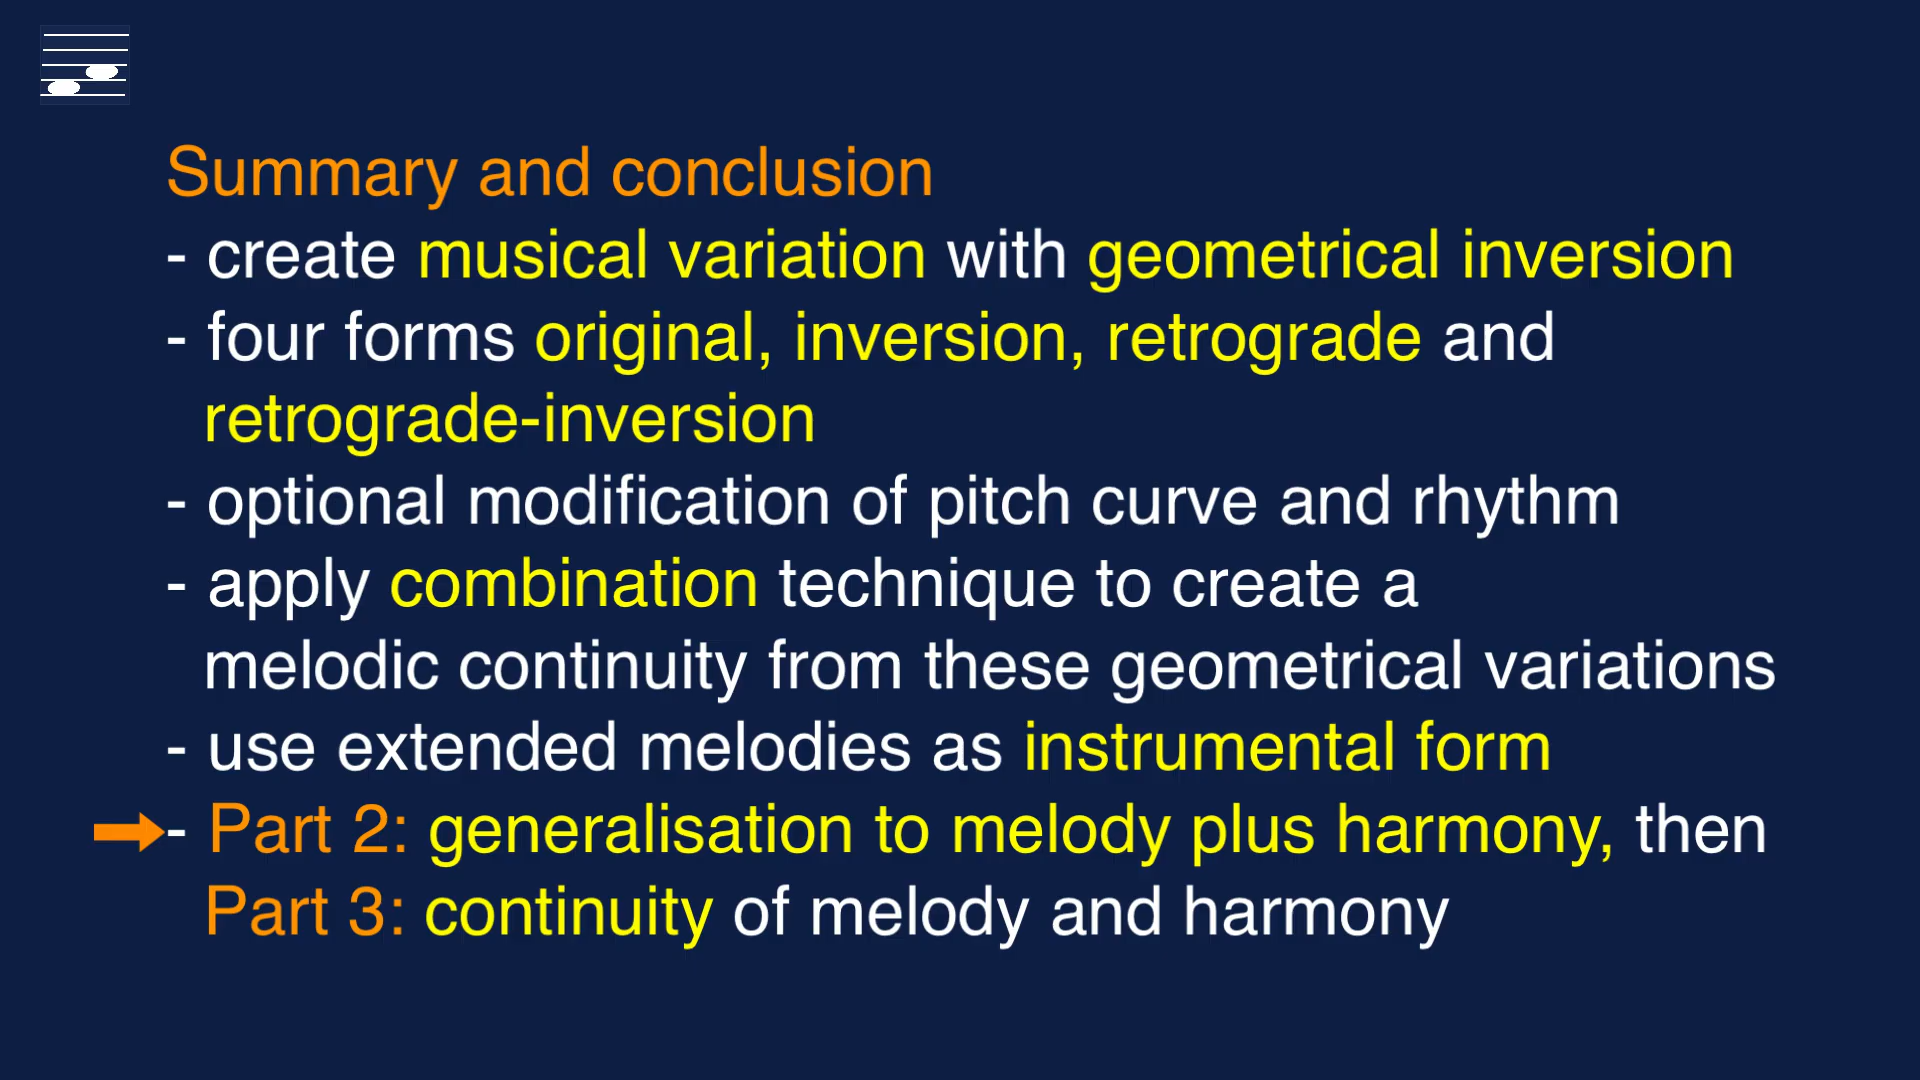 Summary and conclusion
- create musical variation with geometrical inversion
- four forms original, inversion, retrograde and
retrograde-inversion
- optional modification of pitch curve and rhythm
- apply combination technique to create a
melodic continuity from these geometrical variations
- use extended melodies as instrumental form
- Part 2: generalisation to melody plus harmony, then
Part 3: continuity of melody and harmony